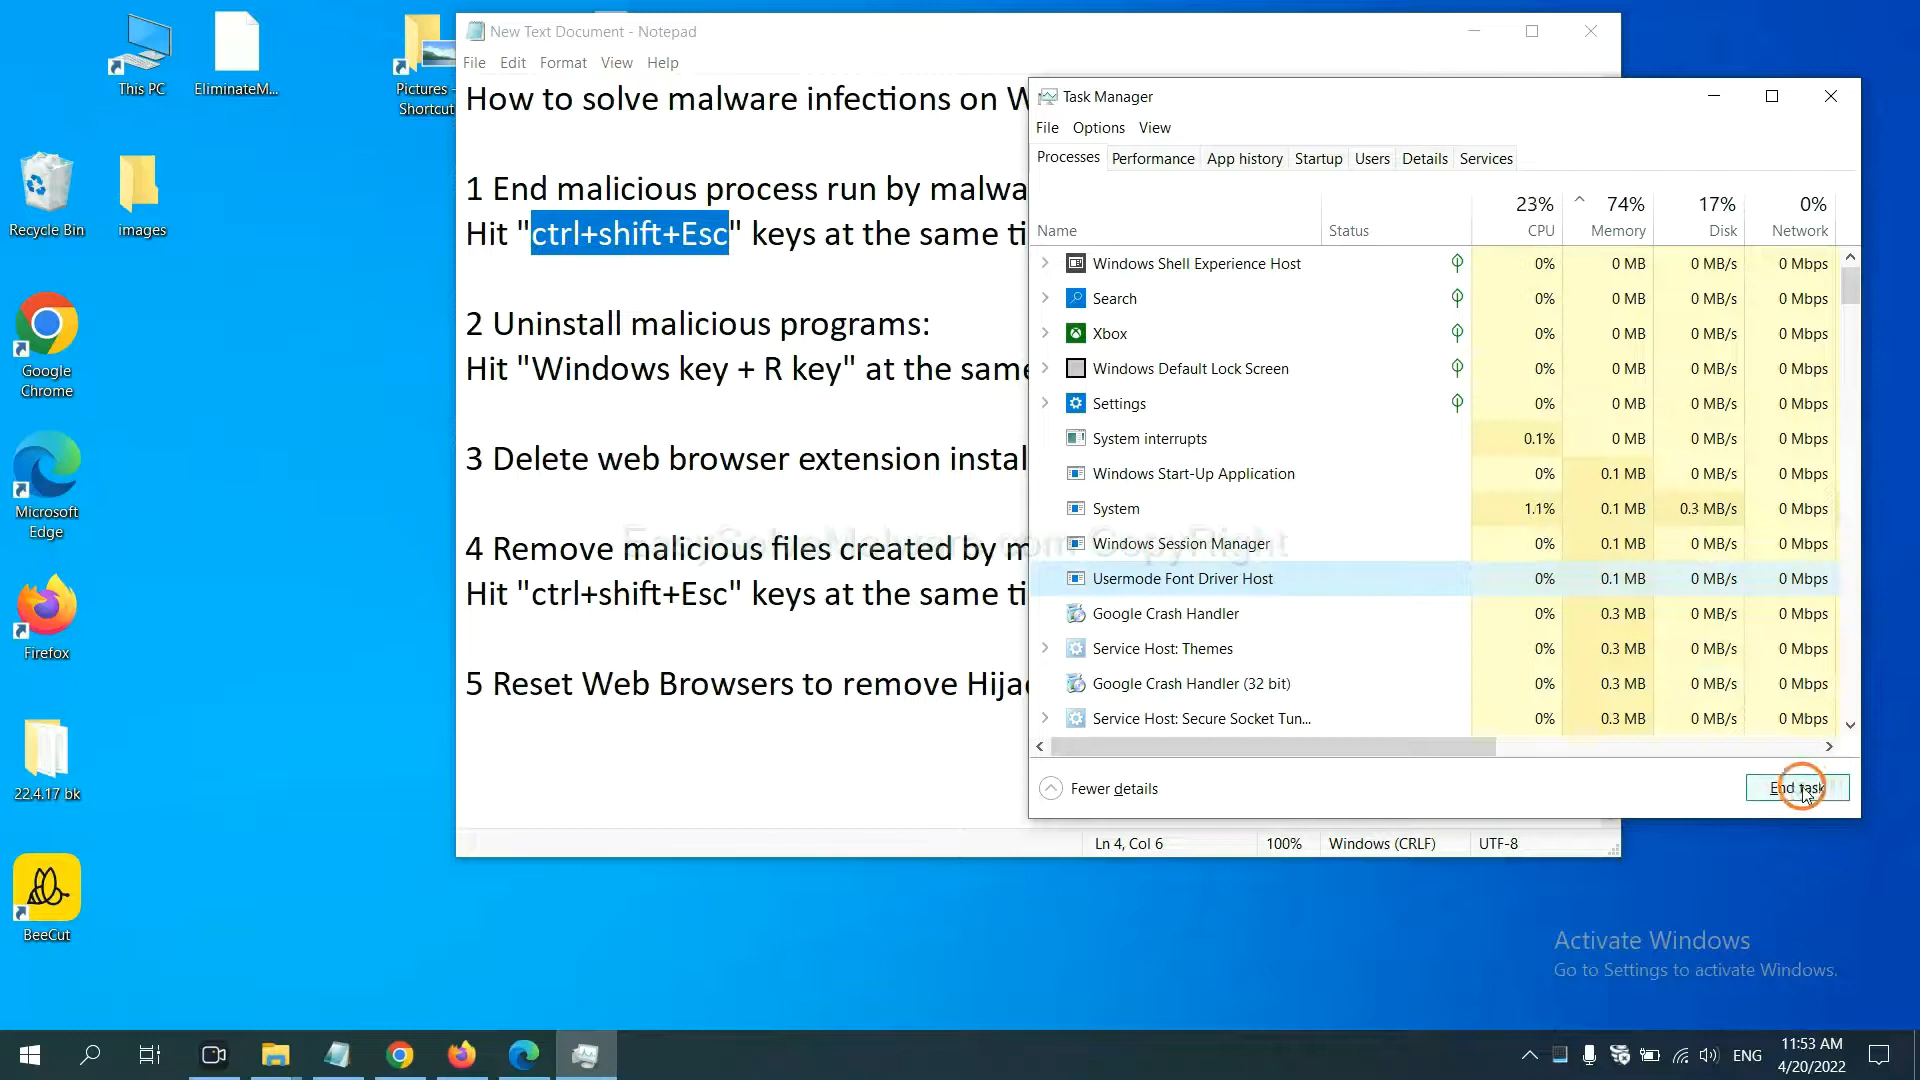 This PC
EliminateM...
Pictures -
Shortcut
Recycle Bin
images
Google
Chrome
Microsoft
Edge
Firefox
22.4.17 bk
BeeCut
New Text Document - Notepad
File Edit Format View Help
How to solve malware infections on W
1 End malicious process run by malwa
Hit "ctrl+shift+Esc" keys at the same ti
2 Uninstall malicious programs:
Hit "Windows key + R key" at the same
3 Delete web browser extension instal
4 Remove malicious files created by m
Hit "ctrl+shift+Esc" keys at the same ti
5 Reset Web Browsers to remove Hijac
Ln 4, Col 6 100% Windows (CRLF) UTF-8
EasySolveMalware.com CopyRight
Task Manager
File Options View
Processes Performance App history Startup Users Details Services
23% 74% 17% 0%
Name Status CPU Memory Disk Network
Windows Shell Experience Host 0% 0 MB 0 MB/s 0 Mbps
Search 0% 0 MB 0 MB/s 0 Mbps
Xbox 0% 0 MB 0 MB/s 0 Mbps
Windows Default Lock Screen 0% 0 MB 0 MB/s 0 Mbps
Settings 0% 0 MB 0 MB/s 0 Mbps
System interrupts 0.1% 0 MB 0 MB/s 0 Mbps
Windows Start-Up Application 0% 0.1 MB 0 MB/s 0 Mbps
System 1.1% 0.1 MB 0.3 MB/s 0 Mbps
Windows Session Manager 0% 0.1 MB 0 MB/s 0 Mbps
Usermode Font Driver Host 0% 0.1 MB 0 MB/s 0 Mbps
Google Crash Handler 0% 0.3 MB 0 MB/s 0 Mbps
Service Host: Themes 0% 0.3 MB 0 MB/s 0 Mbps
Google Crash Handler (32 bit) 0% 0.3 MB 0 MB/s 0 Mbps
Service Host: Secure Socket Tun... 0% 0.3 MB 0 MB/s 0 Mbps
Fewer details
End task
Activate Windows
Go to Settings to activate Windows.
ENG
11:53 AM
4/20/2022